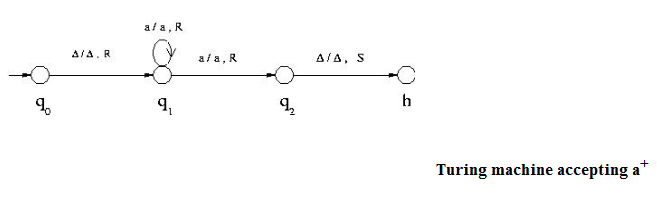 a/a,R
Δ/Δ. R a/a,R Δ/Δ, S
q₀ q₁ q₂ h
Turing machine accepting a⁺